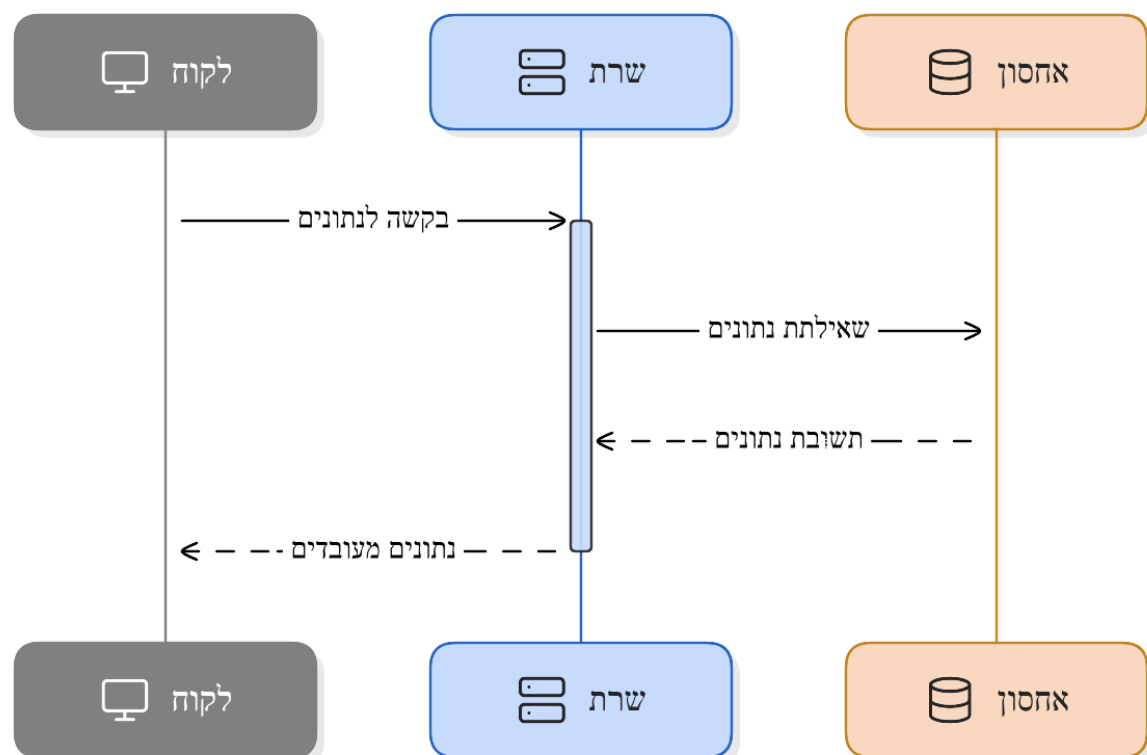 לקוח
שרת
אחסון
בקשה לנתונים
שאילתת נתונים
תשובת נתונים
נתונים מעובדים
לקוח
שרת
אחסון